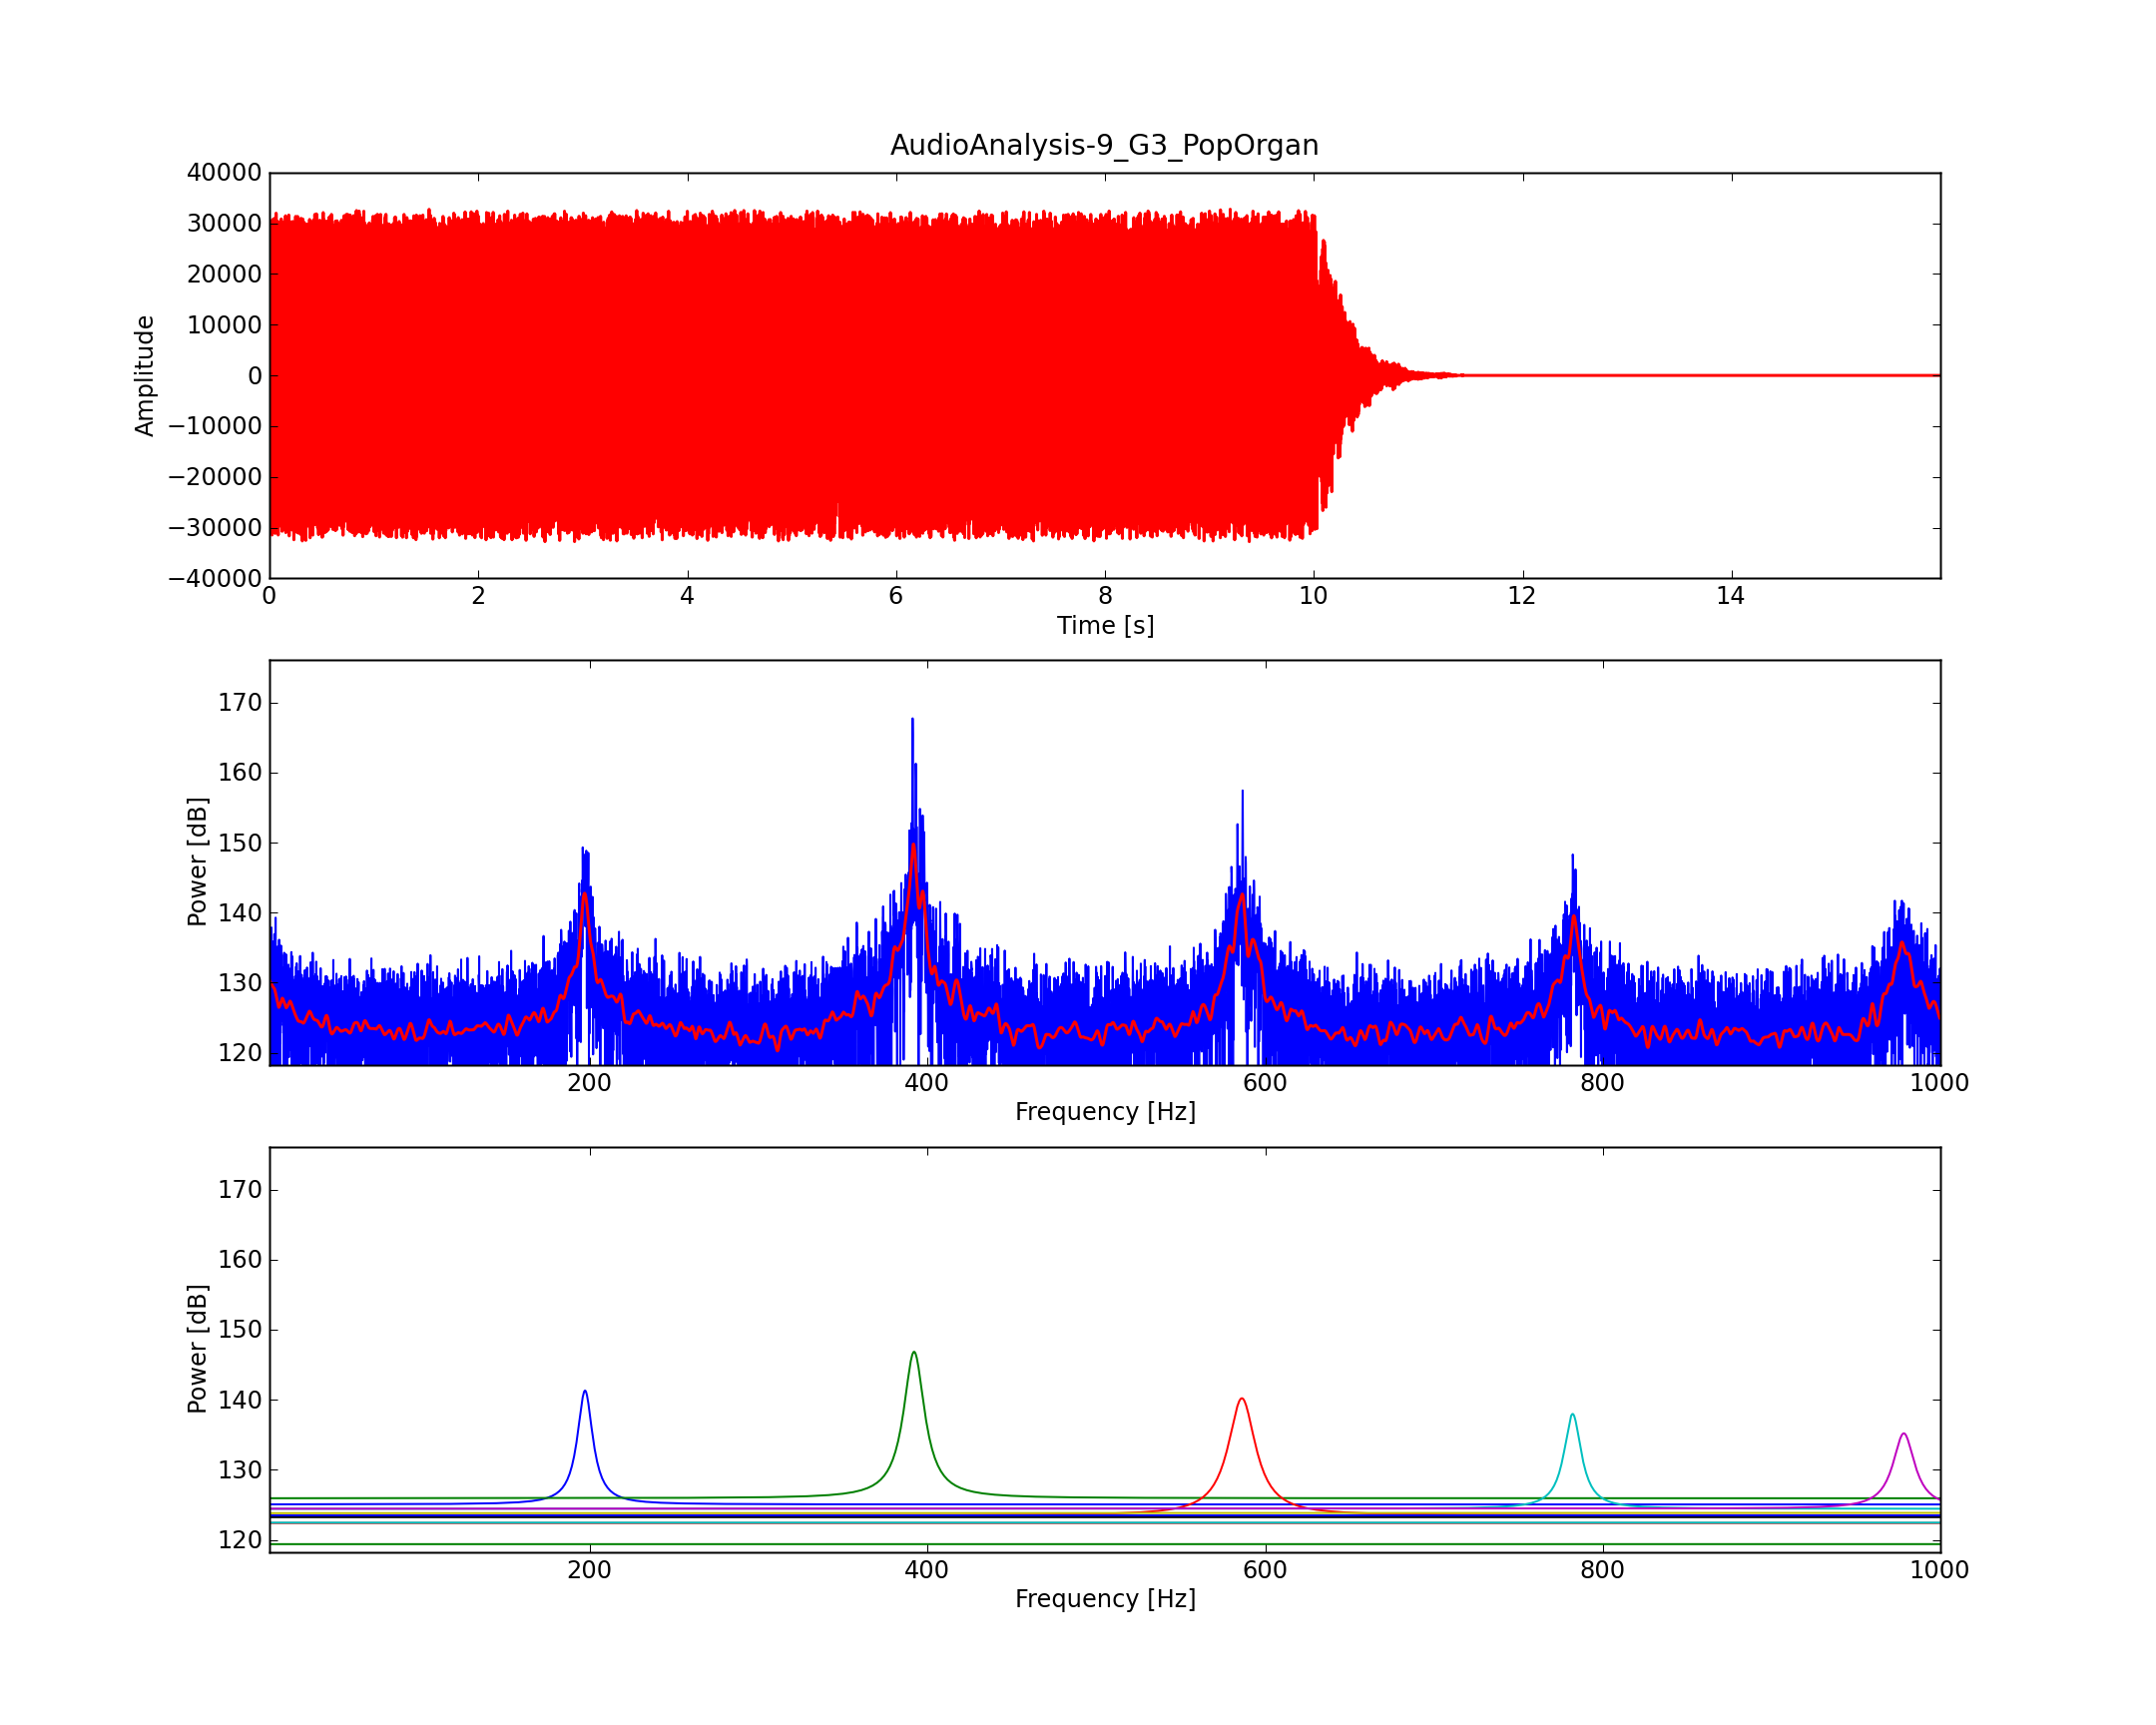 AudioAnalysis-9_G3_PopOrgan
40000
30000
20000
10000
0
−10000
−20000
−30000
−40000
Amplitude
0 2 4 6 8 10 12 14
Time [s]
170
160
150
140
130
120
Power [dB]
200 400 600 800 1000
Frequency [Hz]
170
160
150
140
130
120
Power [dB]
200 400 600 800 1000
Frequency [Hz]